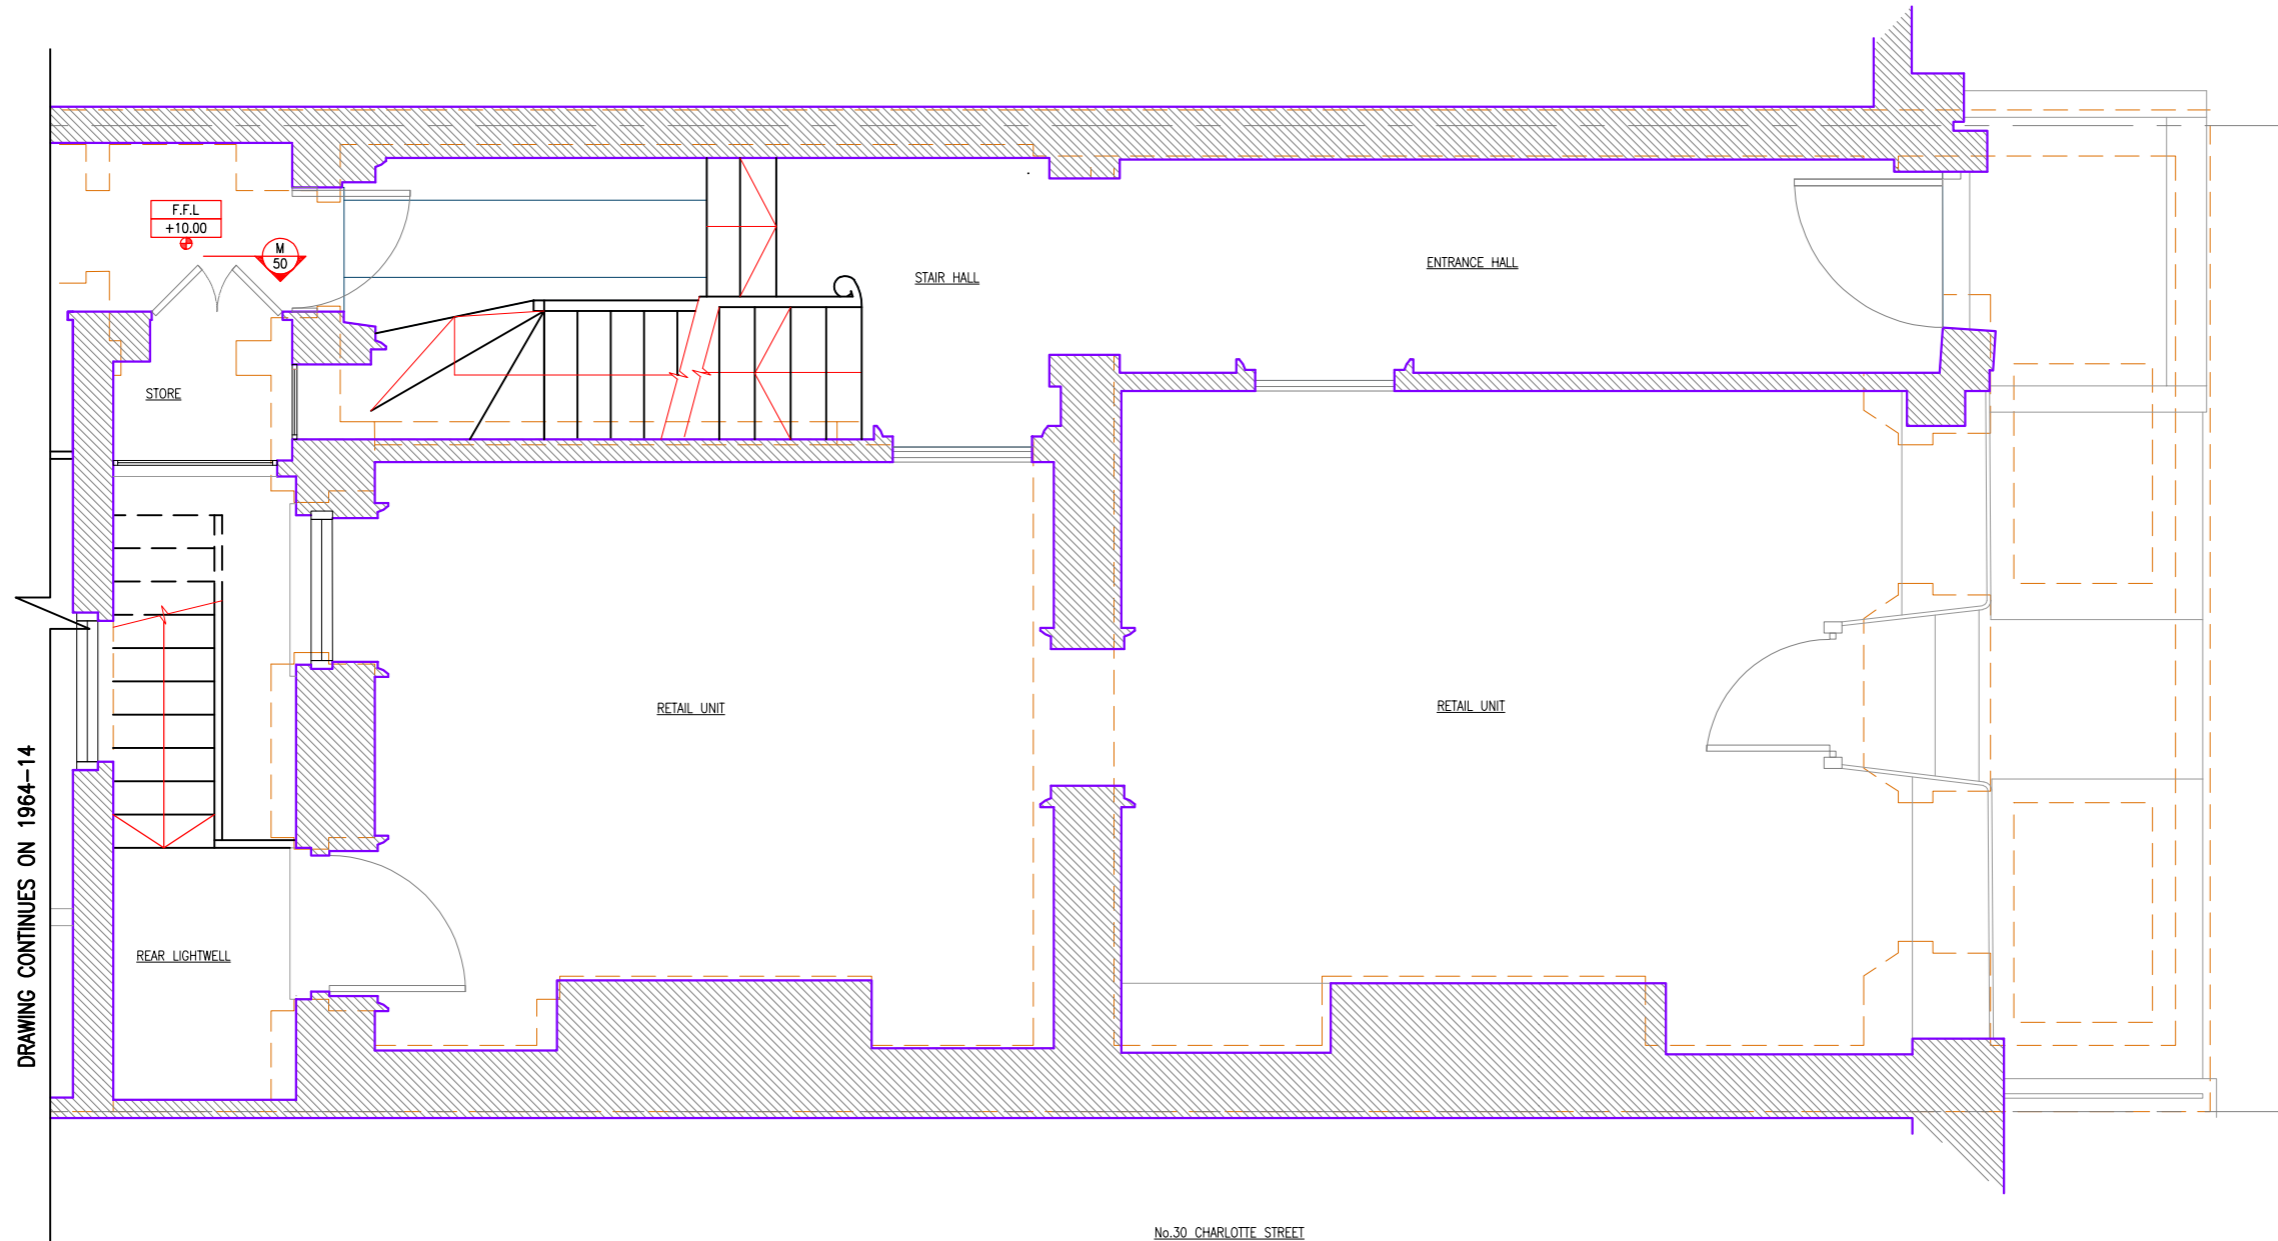 F.F.L
+10.00
M
50
STAIR HALL
ENTRANCE HALL
STORE
RETAIL UNIT
RETAIL UNIT
REAR LIGHTWELL
DRAWING CONTINUES ON 1964-14
No.30 CHARLOTTE STREET